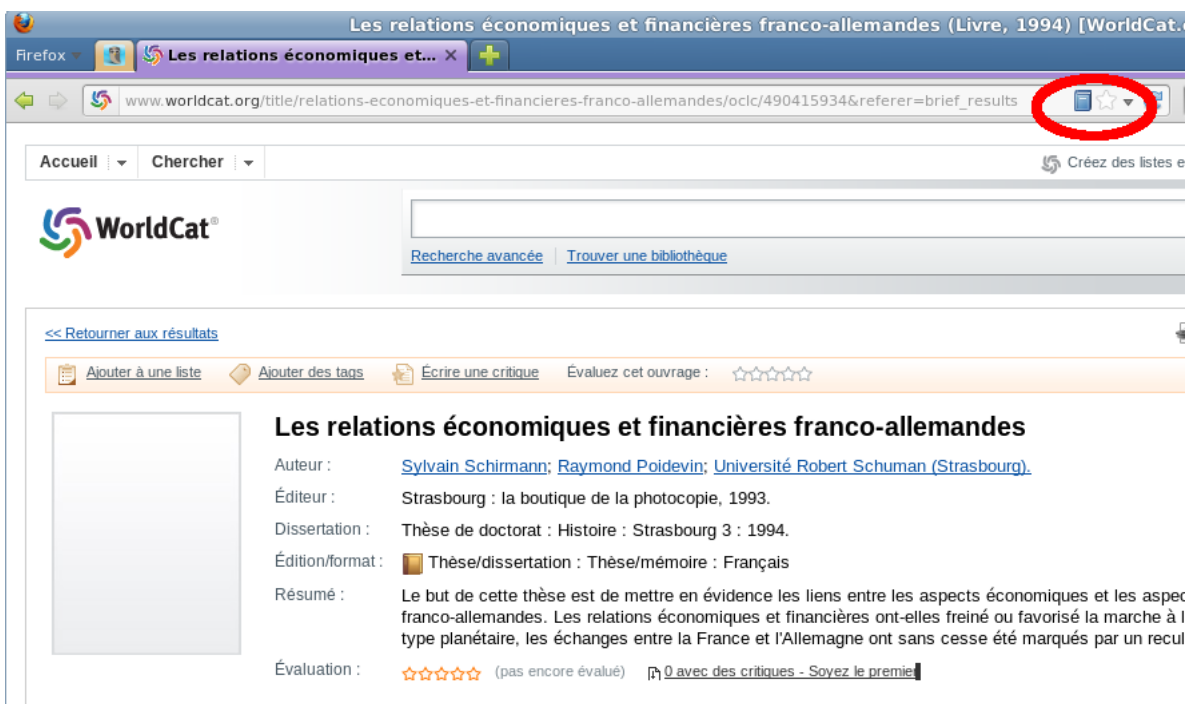 Les relations économiques et financières franco-allemandes (Livre, 1994) [WorldCat.
Firefox
Les relations économiques et... ×
www.worldcat.org/title/relations-economiques-et-financieres-franco-allemandes/oclc/490415934&referer=brief_results
Accueil Chercher Créez des listes e
WorldCat®
Recherche avancée Trouver une bibliothèque
<< Retourner aux résultats
Ajouter à une liste Ajouter des tags Écrire une critique Évaluez cet ouvrage :
Les relations économiques et financières franco-allemandes
Auteur : Sylvain Schirmann; Raymond Poidevin; Université Robert Schuman (Strasbourg).
Éditeur : Strasbourg : la boutique de la photocopie, 1993.
Dissertation : Thèse de doctorat : Histoire : Strasbourg 3 : 1994.
Édition/format : Thèse/dissertation : Thèse/mémoire : Français
Résumé : Le but de cette thèse est de mettre en évidence les liens entre les aspects économiques et les aspec
franco-allemandes. Les relations économiques et financières ont-elles freiné ou favorisé la marche à l
type planétaire, les échanges entre la France et l'Allemagne ont sans cesse été marqués par un recul
Évaluation : (pas encore évalué) 0 avec des critiques - Soyez le premier